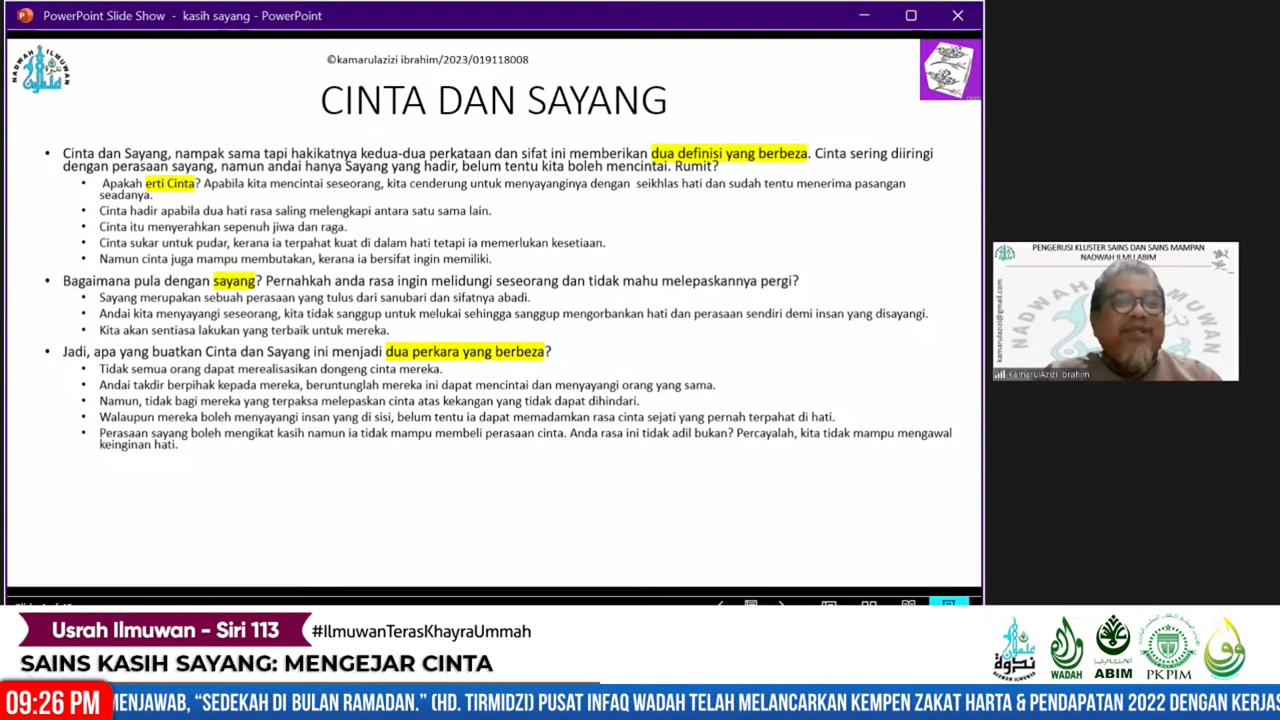 PowerPoint Slide Show - kasih sayang - PowerPoint
NADWAH ILMUWAN
©kamarulazizi ibrahim/2023/019118008
CINTA DAN SAYANG
• Cinta dan Sayang, nampak sama tapi hakikatnya kedua-dua perkataan dan sifat ini memberikan dua definisi yang berbeza. Cinta sering diiringi
dengan perasaan sayang, namun andai hanya Sayang yang hadir, belum tentu kita boleh mencintai. Rumit?
• Apakah erti Cinta? Apabila kita mencintai seseorang, kita cenderung untuk menyayanginya dengan seikhlas hati dan sudah tentu menerima pasangan
seadanya.
• Cinta hadir apabila dua hati rasa saling melengkapi antara satu sama lain.
• Cinta itu menyerahkan sepenuh jiwa dan raga.
• Cinta sukar untuk pudar, kerana ia terpahat kuat di dalam hati tetapi ia memerlukan kesetiaan.
• Namun cinta juga mampu membutakan, kerana ia bersifat ingin memiliki.
• Bagaimana pula dengan sayang? Pernahkah anda rasa ingin melidungi seseorang dan tidak mahu melepaskannya pergi?
• Sayang merupakan sebuah perasaan yang tulus dari sanubari dan sifatnya abadi.
• Andai kita menyayangi seseorang, kita tidak sanggup untuk melukai sehingga sanggup mengorbankan hati dan perasaan sendiri demi insan yang disayangi.
• Kita akan sentiasa lakukan yang terbaik untuk mereka.
• Jadi, apa yang buatkan Cinta dan Sayang ini menjadi dua perkara yang berbeza?
• Tidak semua orang dapat merealisasikan dongeng cinta mereka.
• Andai takdir berpihak kepada mereka, beruntunglah mereka ini dapat mencintai dan menyayangi orang yang sama.
• Namun, tidak bagi mereka yang terpaksa melepaskan cinta atas kekangan yang tidak dapat dihindari.
• Walaupun mereka boleh menyayangi insan yang di sisi, belum tentu ia dapat memadamkan rasa cinta sejati yang pernah terpahat di hati.
• Perasaan sayang boleh mengikat kasih namun ia tidak mampu membeli perasaan cinta. Anda rasa ini tidak adil bukan? Percayalah, kita tidak mampu mengawal
keinginan hati.
PENGERUSI KLUSTER SAINS DAN SAINS MAMPAN
NADWAH ILMU ABIM
kamarulazizi@gmail.com
NADWAH ILMUWAN
KamarulAzizi Ibrahim
Usrah Ilmuwan - Siri 113
#IlmuwanTerasKhayraUmmah
SAINS KASIH SAYANG: MENGEJAR CINTA
WADAH
ABIM
PKPIM
09:26 PM
MENJAWAB, “SEDEKAH DI BULAN RAMADAN.” (HD. TIRMIDZI) PUSAT INFAQ WADAH TELAH MELANCARKAN KEMPEN ZAKAT HARTA & PENDAPATAN 2022 DENGAN KERJAS